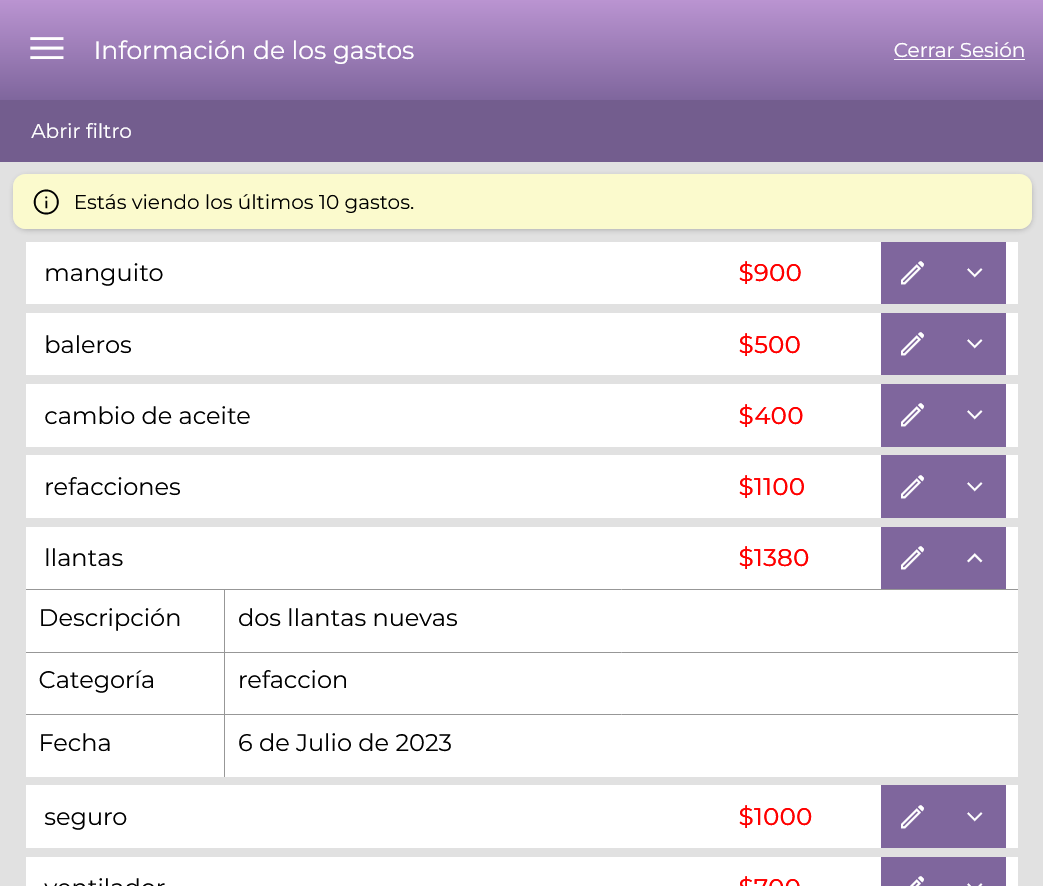 Información de los gastos
Cerrar Sesión
Abrir filtro
Estás viendo los últimos 10 gastos.
manguito $900
baleros $500
cambio de aceite $400
refacciones $1100
llantas $1380
Descripción dos llantas nuevas
Categoría refaccion
Fecha 6 de Julio de 2023
seguro $1000
ventilador $700